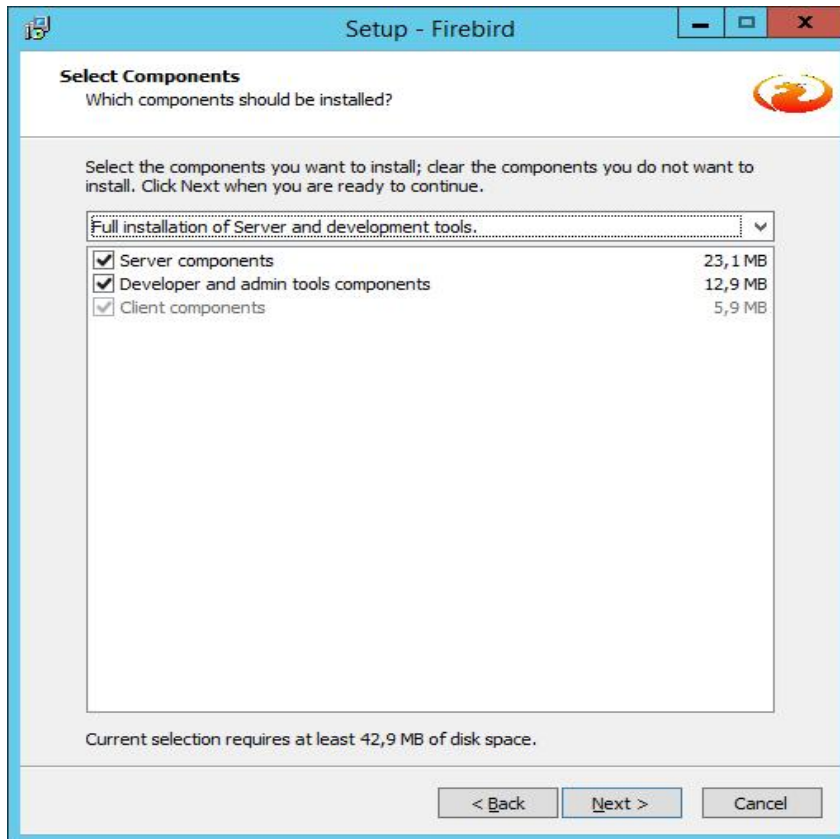 Setup - Firebird
Select Components
Which components should be installed?
Select the components you want to install; clear the components you do not want to
install. Click Next when you are ready to continue.
Full installation of Server and development tools.
Server components 23,1 MB
Developer and admin tools components 12,9 MB
Client components 5,9 MB
Current selection requires at least 42,9 MB of disk space.
< Back Next > Cancel